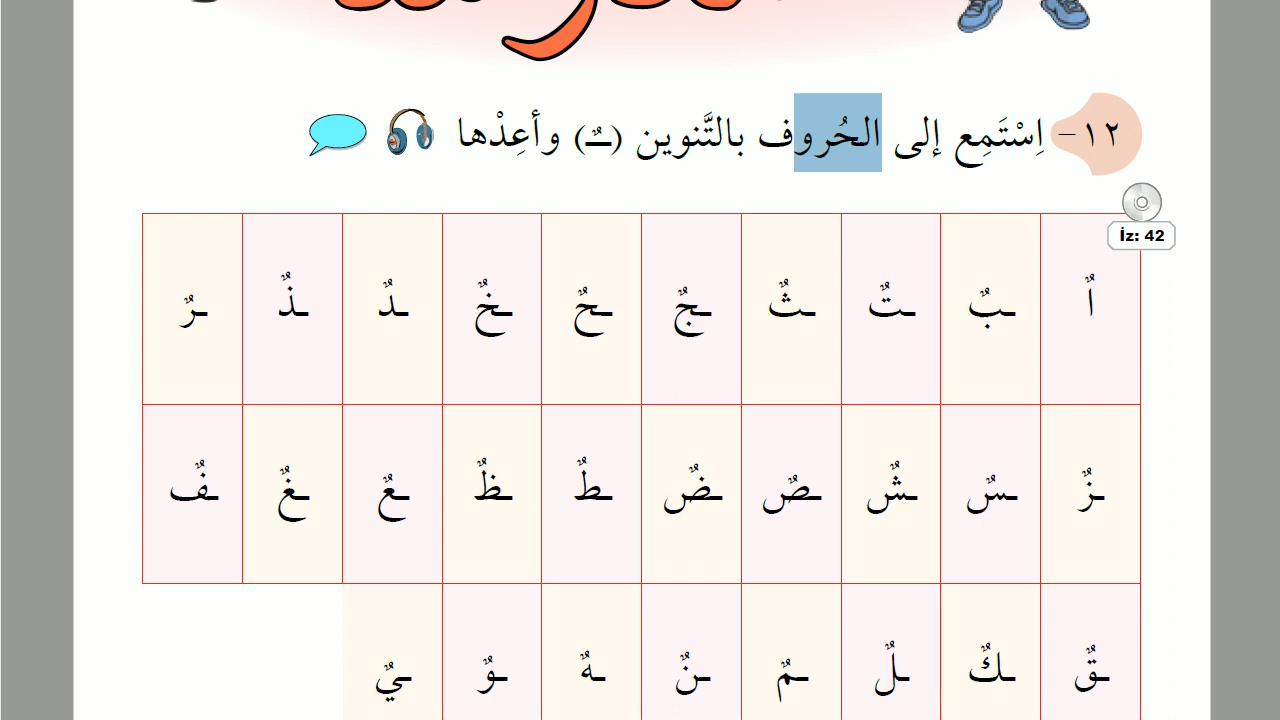 ١٢- اِسْتَمِع إلى الحُروف بالتَّنوين (ــٌـ) وأعِدْها
İz: 42
اٌ ـبٌ ـتٌ ـثٌ ـجٌ ـحٌ ـخٌ ـدٌ ـذٌ ـرٌ
ـزٌ ـسٌ ـشٌ ـصٌ ـضٌ ـطٌ ـظٌ ـعٌ ـغٌ ـفٌ
ـقٌ ـكٌ ـلٌ ـمٌ ـنٌ ـهٌ ـوٌ ـيٌ